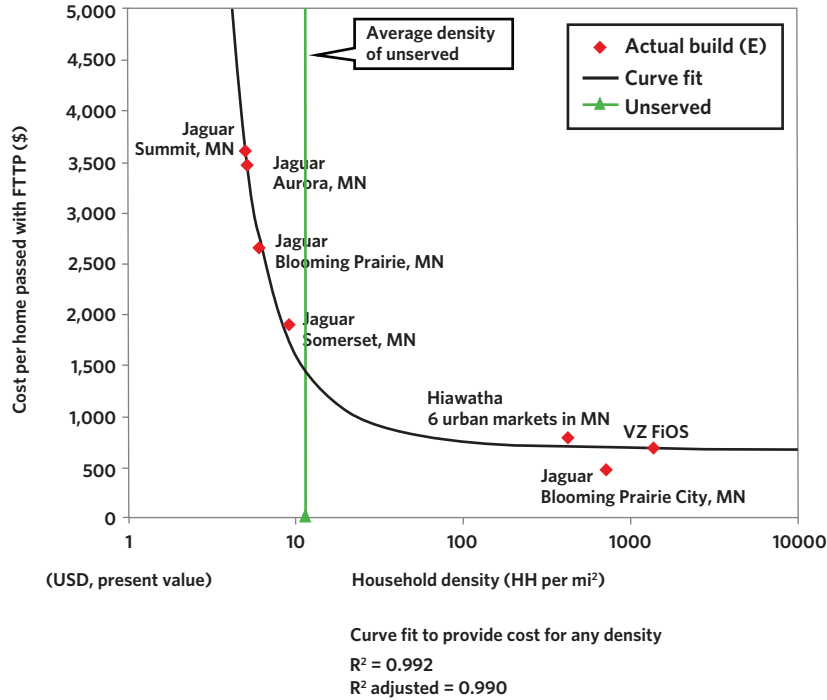 5,000
4,500
4,000
3,500
3,000
2,500
2,000
1,500
1,000
500
0
Cost per home passed with FTTP ($)
Average density
of unserved
Actual build (E)
Curve fit
Unserved
Jaguar
Summit, MN
Jaguar
Aurora, MN
Jaguar
Blooming Prairie, MN
Jaguar
Somerset, MN
Hiawatha
6 urban markets in MN
VZ FiOS
Jaguar
Blooming Prairie City, MN
1 10 100 1000 10000
(USD, present value) Household density (HH per mi²)
Curve fit to provide cost for any density
R² = 0.992
R² adjusted = 0.990